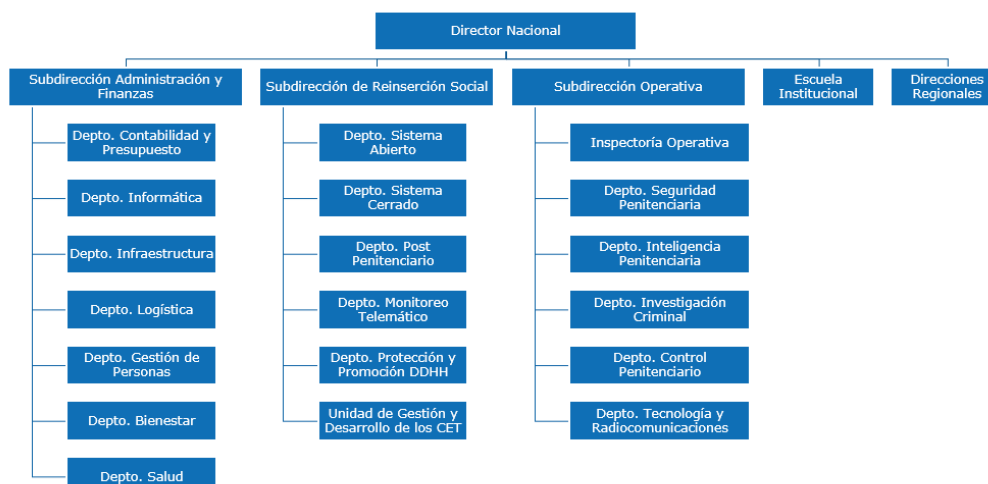 Director Nacional
Subdirección Administración y
Finanzas
Depto. Contabilidad y
Presupuesto
Depto. Informática
Depto. Infraestructura
Depto. Logística
Depto. Gestión de
Personas
Depto. Bienestar
Depto. Salud
Subdirección de Reinserción Social
Depto. Sistema
Abierto
Depto. Sistema
Cerrado
Depto. Post
Penitenciario
Depto. Monitoreo
Telemático
Depto. Protección y
Promoción DDHH
Unidad de Gestión y
Desarrollo de los CET
Subdirección Operativa
Inspectoría Operativa
Depto. Seguridad
Penitenciaria
Depto. Inteligencia
Penitenciaria
Depto. Investigación
Criminal
Depto. Control
Penitenciario
Depto. Tecnología y
Radiocomunicaciones
Escuela
Institucional
Direcciones
Regionales